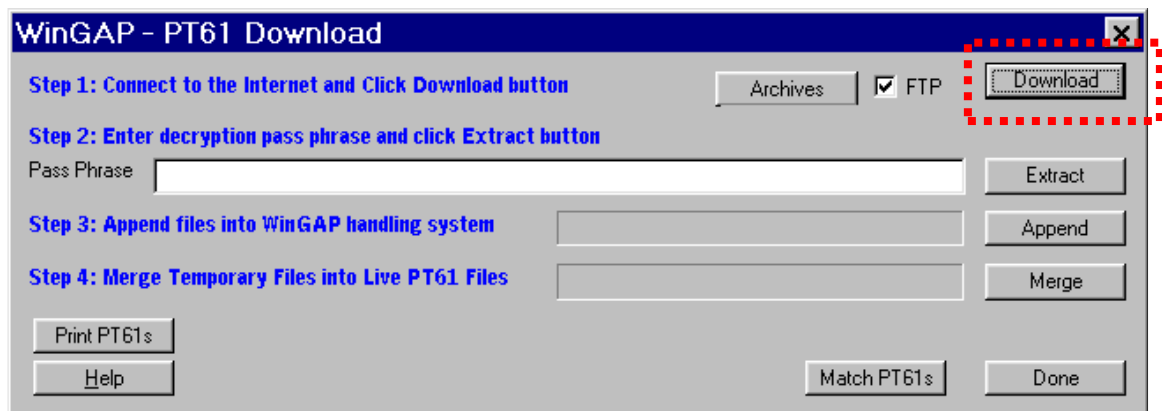 WinGAP - PT61 Download
Step 1: Connect to the Internet and Click Download button
Archives
FTP
Download
Step 2: Enter decryption pass phrase and click Extract button
Pass Phrase
Extract
Step 3: Append files into WinGAP handling system
Append
Step 4: Merge Temporary Files into Live PT61 Files
Merge
Print PT61s
Help
Match PT61s
Done